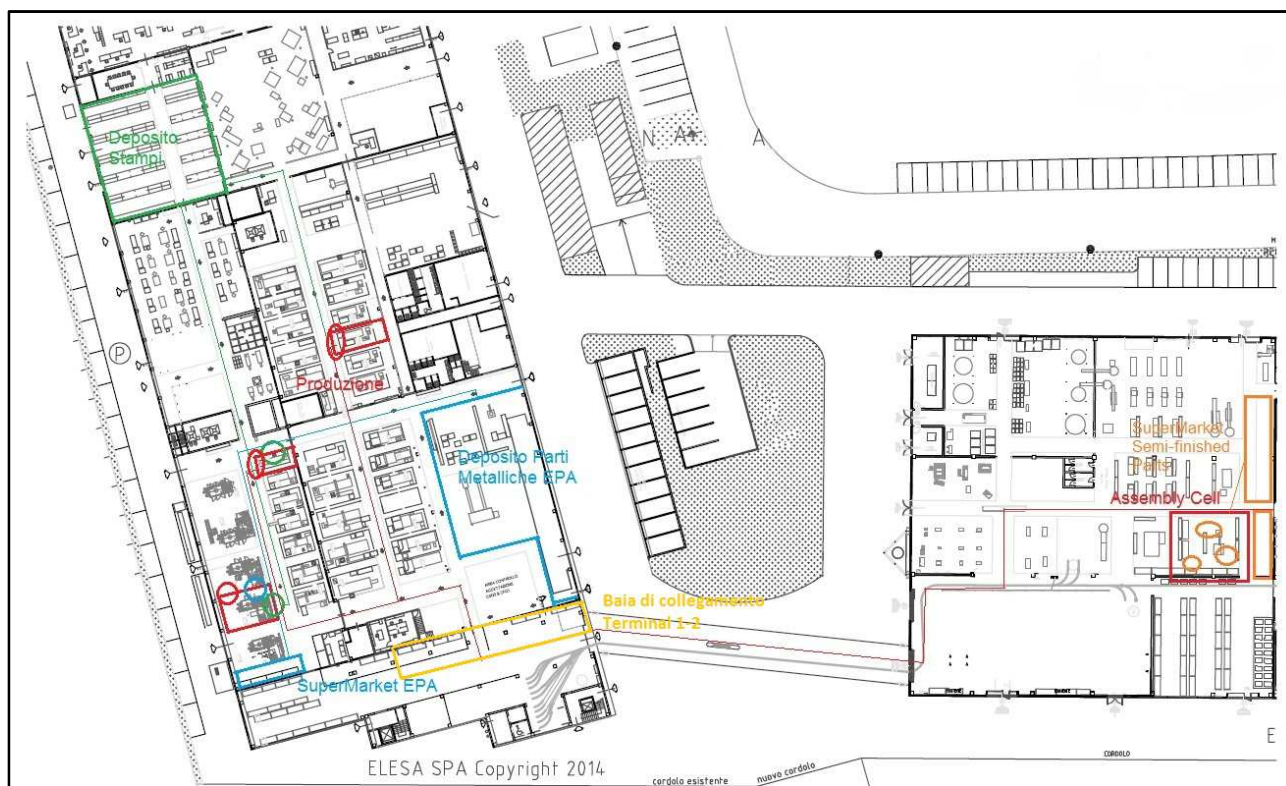 Deposito
Stampi
N
A
A
P
Produzione
Deposito Parti
Metalliche EPA
SuperMarket
Semi-finished
Parts
Assembly Cell
Baia di collegamento
Terminal 1-2
SuperMarket EPA
E
ELESA SPA Copyright 2014
cordolo esistente
nuovo cordolo
CORDOLO